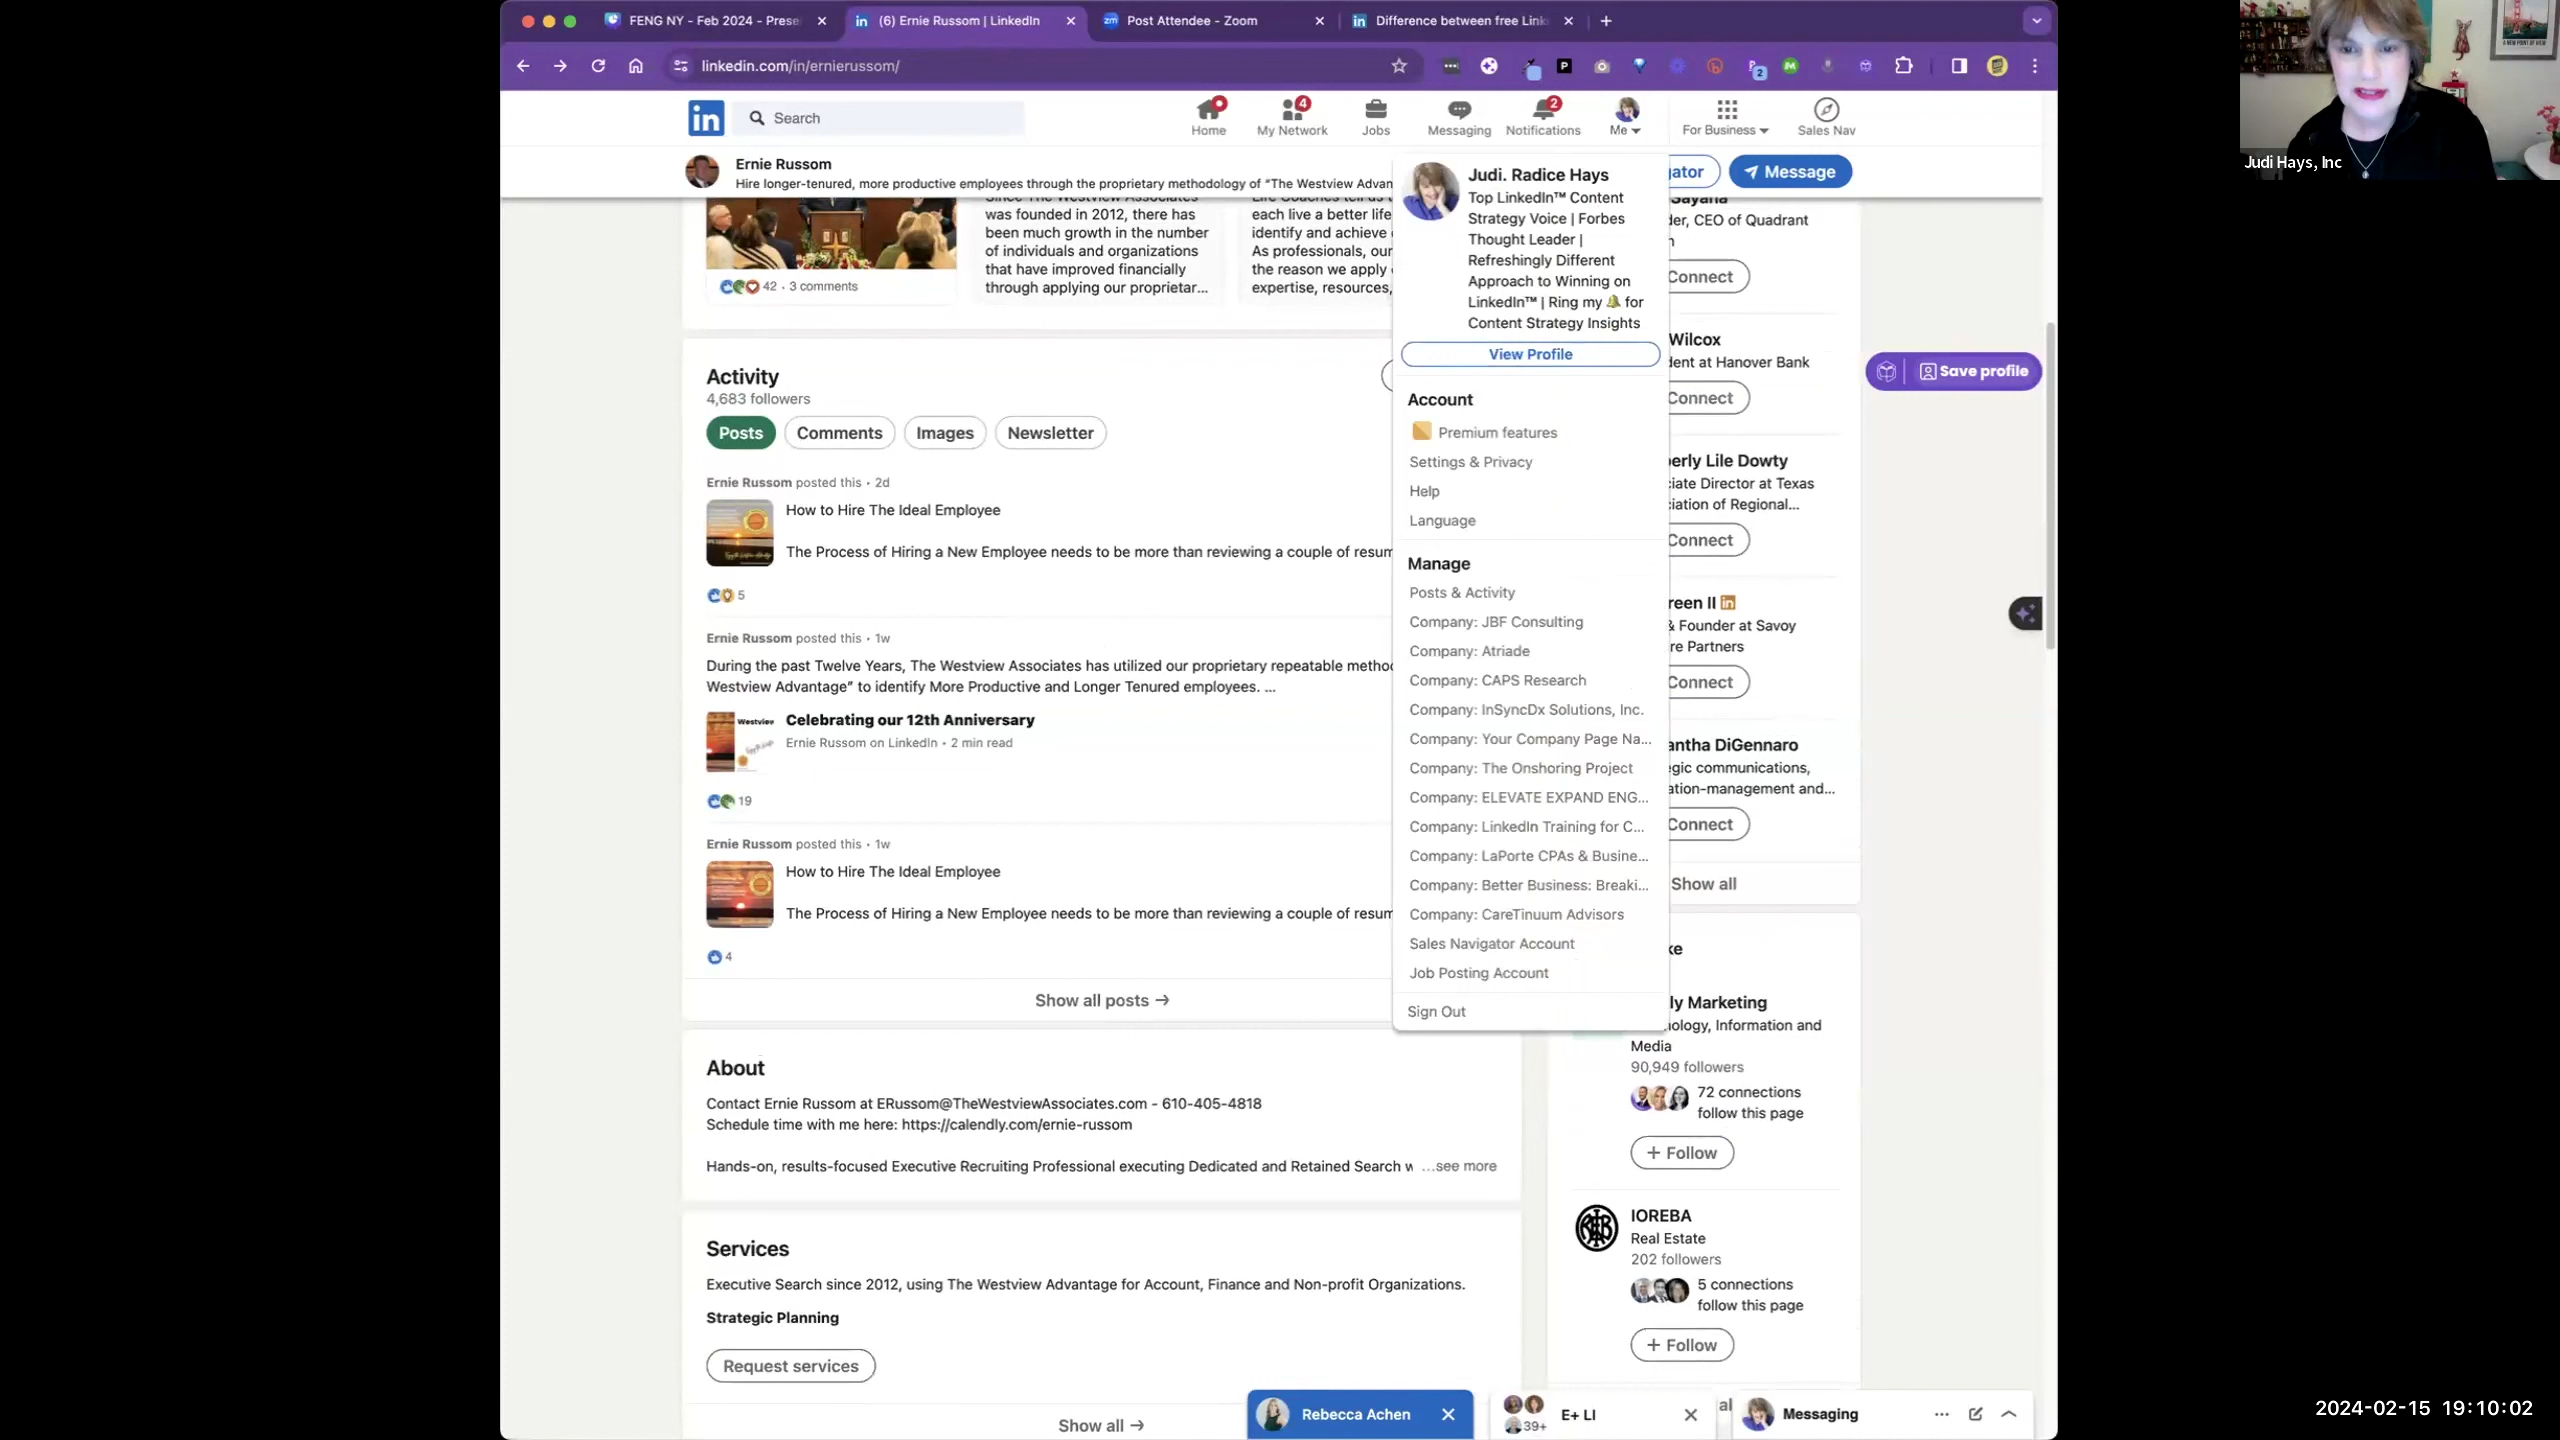 FENG NY - Feb 2024 - Prese
(6) Ernie Russom | LinkedIn
Post Attendee - Zoom
Difference between free Link
linkedin.com/in/ernierussom/
2
in
Search
Home
4
My Network
Jobs
Messaging
2
Notifications
Me
For Business
Sales Nav
Ernie Russom
Hire longer-tenured, more productive employees through the proprietary methodology of "The Westview Advan
gator
Message
was founded in 2012, there has
been much growth in the number
of individuals and organizations
that have improved financially
through applying our proprietar...
each live a better life
identify and achieve
As professionals, our
the reason we apply
expertise, resources,
42 · 3 comments
Activity
4,683 followers
Posts
Comments
Images
Newsletter
Ernie Russom posted this • 2d
How to Hire The Ideal Employee
The Process of Hiring a New Employee needs to be more than reviewing a couple of resum
5
Ernie Russom posted this • 1w
During the past Twelve Years, The Westview Associates has utilized our proprietary repeatable metho
Westview Advantage" to identify More Productive and Longer Tenured employees. ...
Westview
Celebrating our 12th Anniversary
Ernie Russom on LinkedIn • 2 min read
19
Ernie Russom posted this • 1w
How to Hire The Ideal Employee
The Process of Hiring a New Employee needs to be more than reviewing a couple of resum
4
Show all posts →
About
Contact Ernie Russom at ERussom@TheWestviewAssociates.com - 610-405-4818
Schedule time with me here: https://calendly.com/ernie-russom
Hands-on, results-focused Executive Recruiting Professional executing Dedicated and Retained Search w ...see more
Services
Executive Search since 2012, using The Westview Advantage for Account, Finance and Non-profit Organizations.
Strategic Planning
Request services
Show all →
Judi. Radice Hays
Top LinkedIn™ Content
Strategy Voice | Forbes
Thought Leader |
Refreshingly Different
Approach to Winning on
LinkedIn™ | Ring my 🔔 for
Content Strategy Insights
View Profile
Account
Premium features
Settings & Privacy
Help
Language
Manage
Posts & Activity
Company: JBF Consulting
Company: Atriade
Company: CAPS Research
Company: InSyncDx Solutions, Inc.
Company: Your Company Page Na...
Company: The Onshoring Project
Company: ELEVATE EXPAND ENG...
Company: LinkedIn Training for C...
Company: LaPorte CPAs & Busine...
Company: Better Business: Breaki...
Company: CareTinuum Advisors
Sales Navigator Account
Job Posting Account
Sign Out
der, CEO of Quadrant
Connect
Wilcox
dent at Hanover Bank
Connect
perly Lile Dowty
ciate Director at Texas
ciation of Regional...
Connect
reen II
& Founder at Savoy
re Partners
Connect
antha DiGennaro
egic communications,
ation-management and...
Connect
Show all
ke
ly Marketing
ology, Information and
Media
90,949 followers
72 connections
follow this page
+ Follow
IOREBA
Real Estate
202 followers
5 connections
follow this page
+ Follow
Save profile
Rebecca Achen
39+
E+ LI
Messaging
Judi Hays, Inc
A NEW POINT OF VIEW
2024-02-15 19:10:02